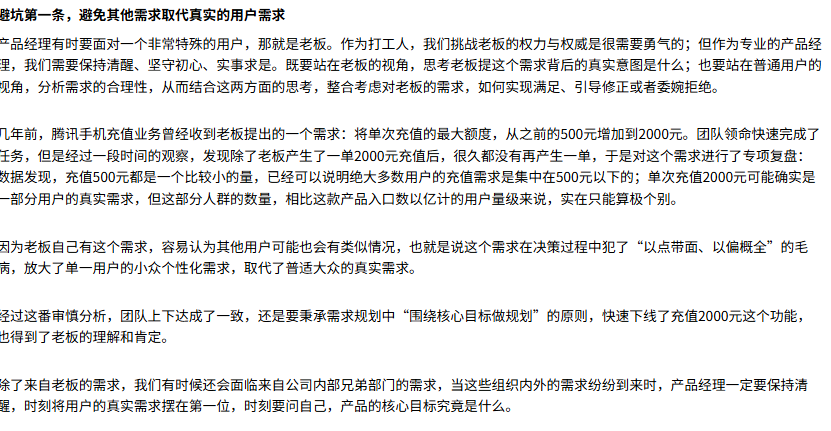 避坑第一条，避免其他需求取代真实的用户需求
产品经理有时要面对一个非常特殊的用户，那就是老板。作为打工人，我们挑战老板的权力与权威是很需要勇气的；但作为专业的产品经
理，我们需要保持清醒、坚守初心、实事求是。既要站在老板的视角，思考老板提这个需求背后的真实意图是什么；也要站在普通用户的
视角，分析需求的合理性，从而结合这两方面的思考，整合考虑对老板的需求，如何实现满足、引导修正或者委婉拒绝。
几年前，腾讯手机充值业务曾经收到老板提出的一个需求：将单次充值的最大额度，从之前的500元增加到2000元。团队领命快速完成了
任务，但是经过一段时间的观察，发现除了老板产生了一单2000元充值后，很久都没有再产生一单，于是对这个需求进行了专项复盘：
数据发现，充值500元都是一个比较小的量，已经可以说明绝大多数用户的充值需求是集中在500元以下的；单次充值2000元可能确实是
一部分用户的真实需求，但这部分人群的数量，相比这款产品入口数以亿计的用户量级来说，实在只能算极个别。
因为老板自己有这个需求，容易认为其他用户可能也会有类似情况，也就是说这个需求在决策过程中犯了“以点带面、以偏概全”的毛
病，放大了单一用户的小众个性化需求，取代了普适大众的真实需求。
经过这番审慎分析，团队上下达成了一致，还是要秉承需求规划中“围绕核心目标做规划”的原则，快速下线了充值2000元这个功能，
也得到了老板的理解和肯定。
除了来自老板的需求，我们有时候还会面临来自公司内部兄弟部门的需求，当这些组织内外的需求纷纷到来时，产品经理一定要保持清
醒，时刻将用户的真实需求摆在第一位，时刻要问自己，产品的核心目标究竟是什么。